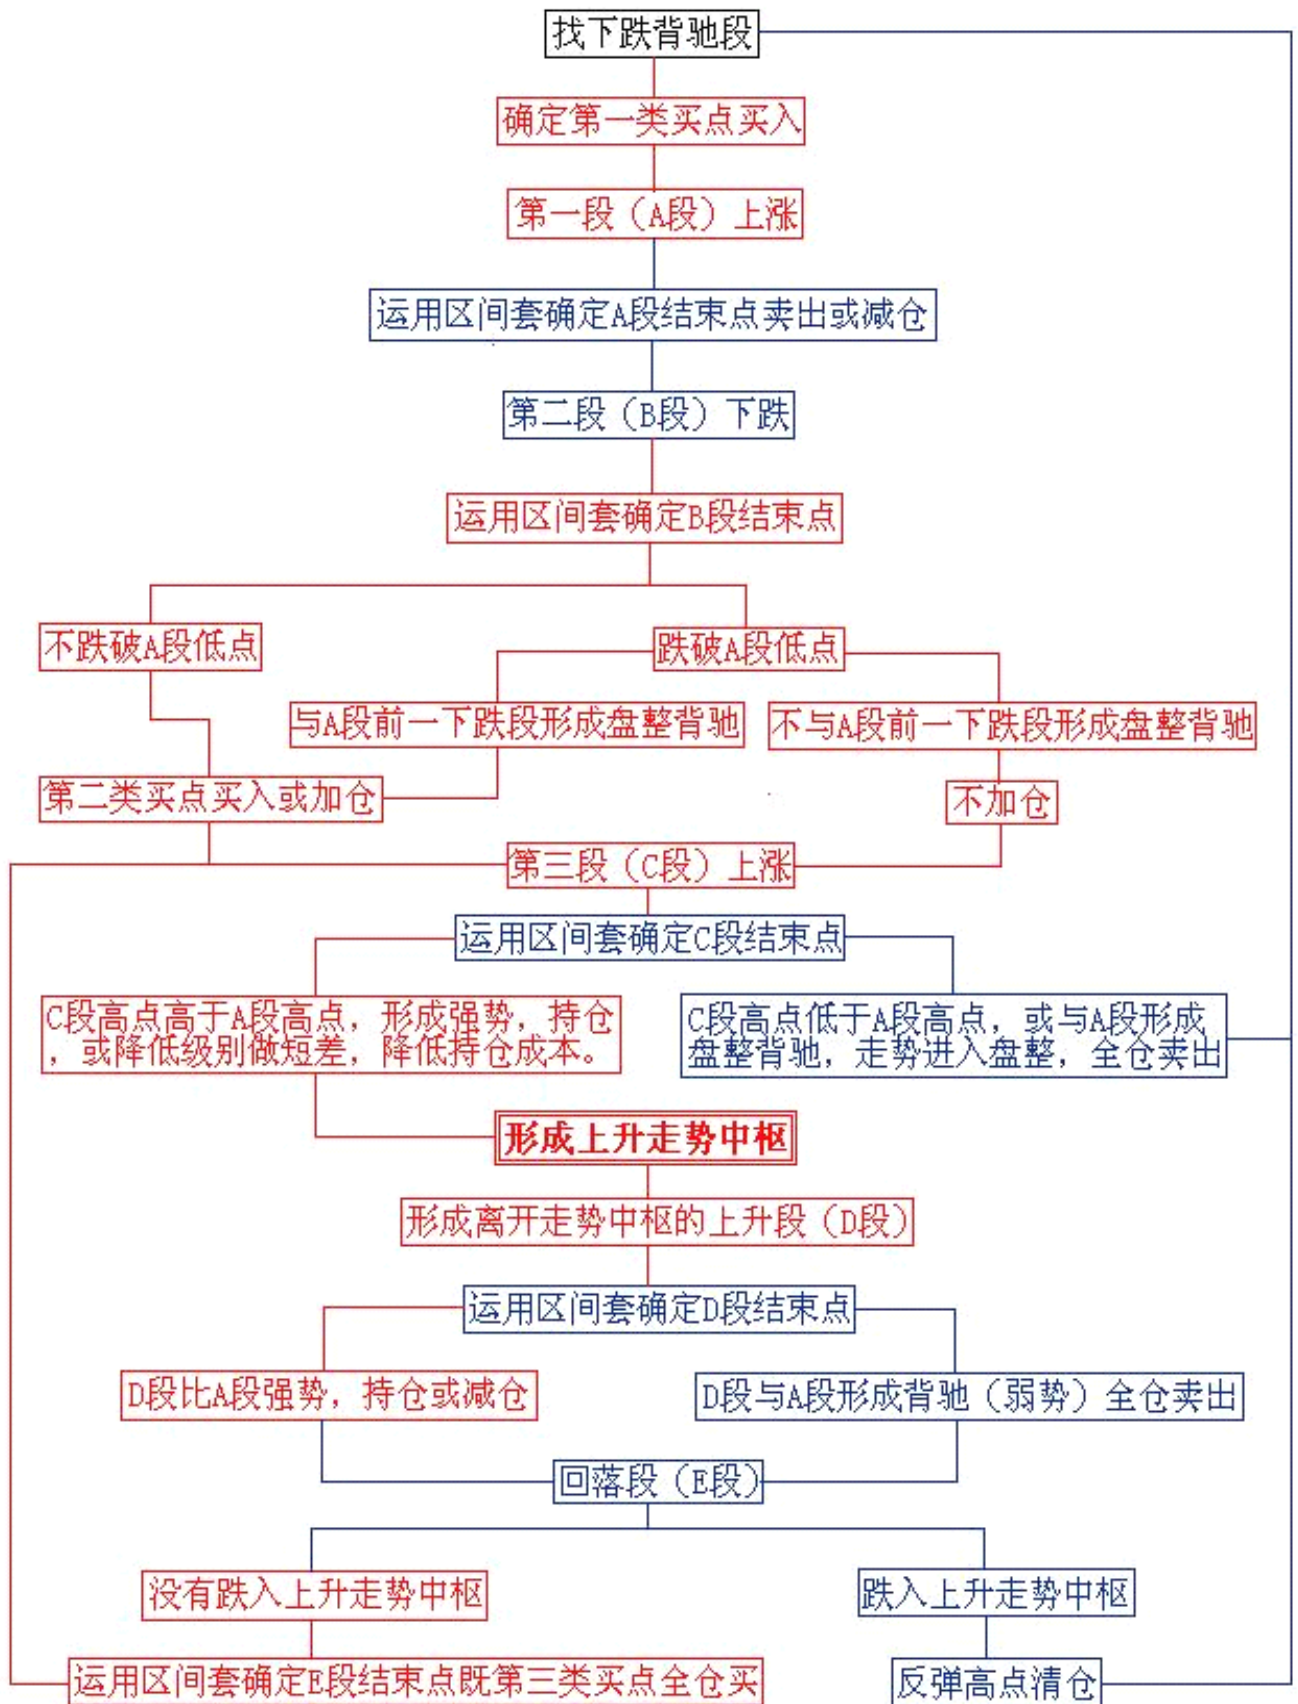 找下跌背驰段
确定第一类买点买入
第一段（A段）上涨
运用区间套确定A段结束点卖出或减仓
第二段（B段）下跌
运用区间套确定B段结束点
不跌破A段低点
跌破A段低点
与A段前一下跌段形成盘整背驰
不与A段前一下跌段形成盘整背驰
第二类买点买入或加仓
不加仓
第三段（C段）上涨
运用区间套确定C段结束点
C段高点高于A段高点，形成强势，持仓
，或降低级别做短差，降低持仓成本。
C段高点低于A段高点，或与A段形成
盘整背驰，走势进入盘整，全仓卖出
形成上升走势中枢
形成离开走势中枢的上升段（D段）
运用区间套确定D段结束点
D段比A段强势，持仓或减仓
D段与A段形成背驰（弱势）全仓卖出
回落段（E段）
没有跌入上升走势中枢
跌入上升走势中枢
运用区间套确定E段结束点既第三类买点全仓买
反弹高点清仓